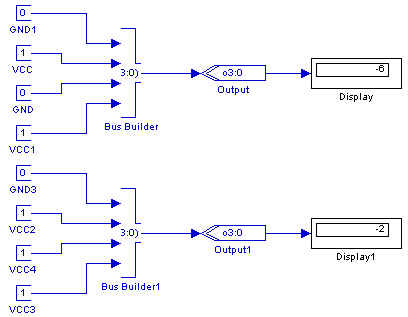 0
GND1
1
VCC
0
GND
1
VCC1
3:0)
Bus Builder
o3:0
Output
-6
Display
0
GND3
1
VCC2
1
VCC4
1
VCC3
3:0)
Bus Builder1
o3:0
Output1
-2
Display1